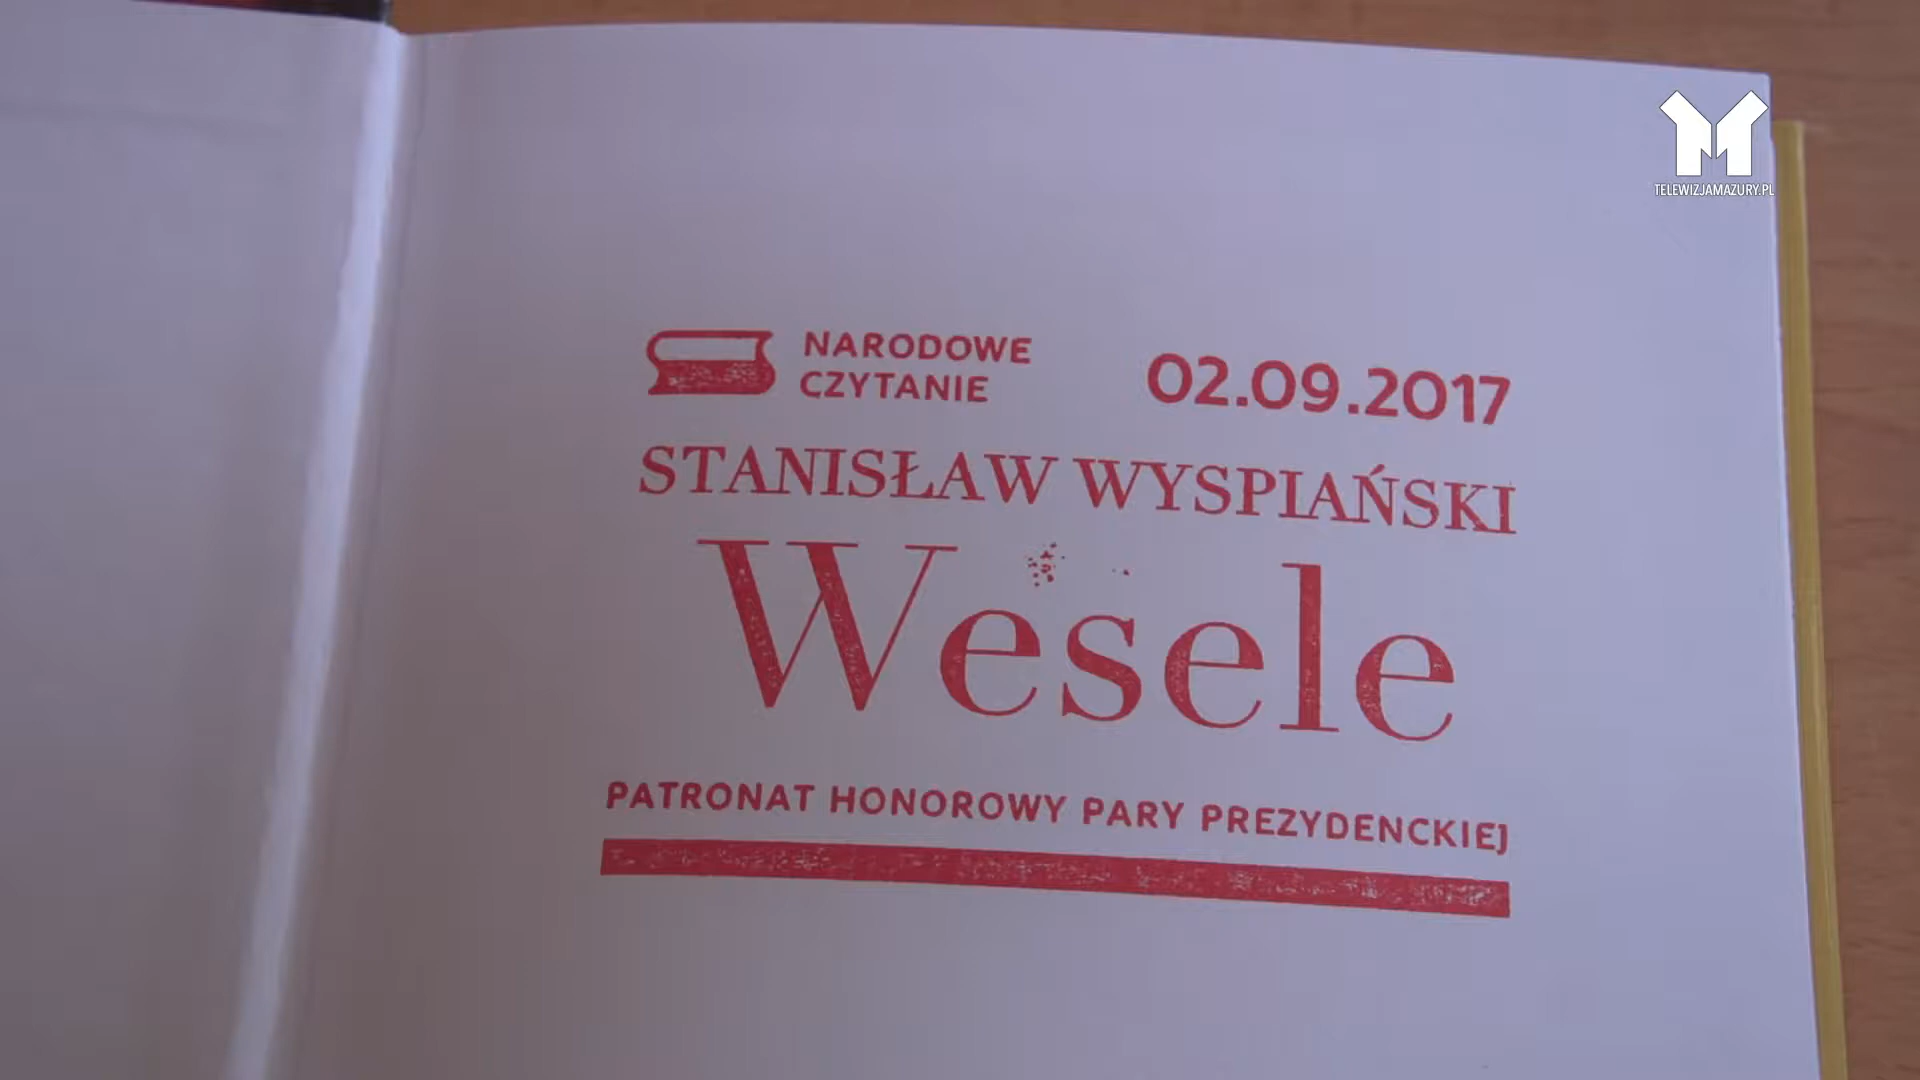 TELEWIZJAMAZURY.PL
NARODOWE
CZYTANIE
02.09.2017
STANISŁAW WYSPIAŃSKI
Wesele
PATRONAT HONOROWY PARY PREZYDENCKIEJ